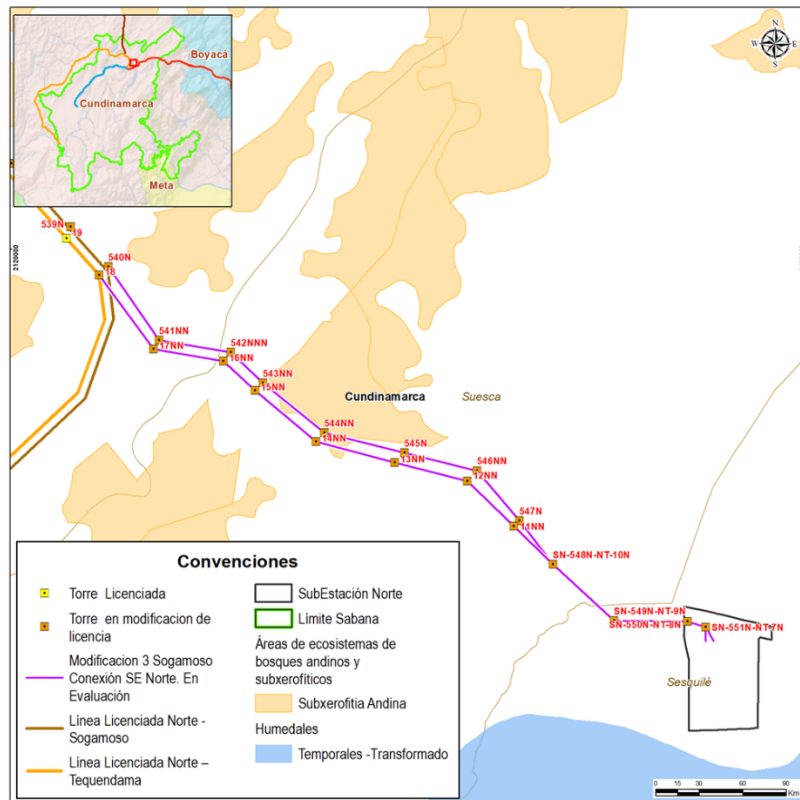 Boyacá
Cundinamarca
Meta
N
W
E
S
2120000
539N
19
540N
18
541NN
17NN
542NNN
16NN
543NN
15NN
Cundinamarca
Suesca
544NN
14NN
545N
13NN
546NN
12NN
547N
11NN
SN-548N-NT-10N
SN-549N-NT-9N
SN-550N-NT-8N
SN-551N-NT-7N
Sesquilé
Convenciones
Torre Licenciada
Torre en modificacion de
licencia
Modificacion 3 Sogamoso
Conexión SE Norte. En
Evaluación
Linea Licenciada Norte -
Sogamoso
Linea Licenciada Norte –
Tequendama
SubEstación Norte
Limite Sabana
Áreas de ecosistemas de
bosques andinos y
subxerofíticos
Subxerofitia Andina
Humedales
Temporales -Transformado
0 15 30 60 90
Km